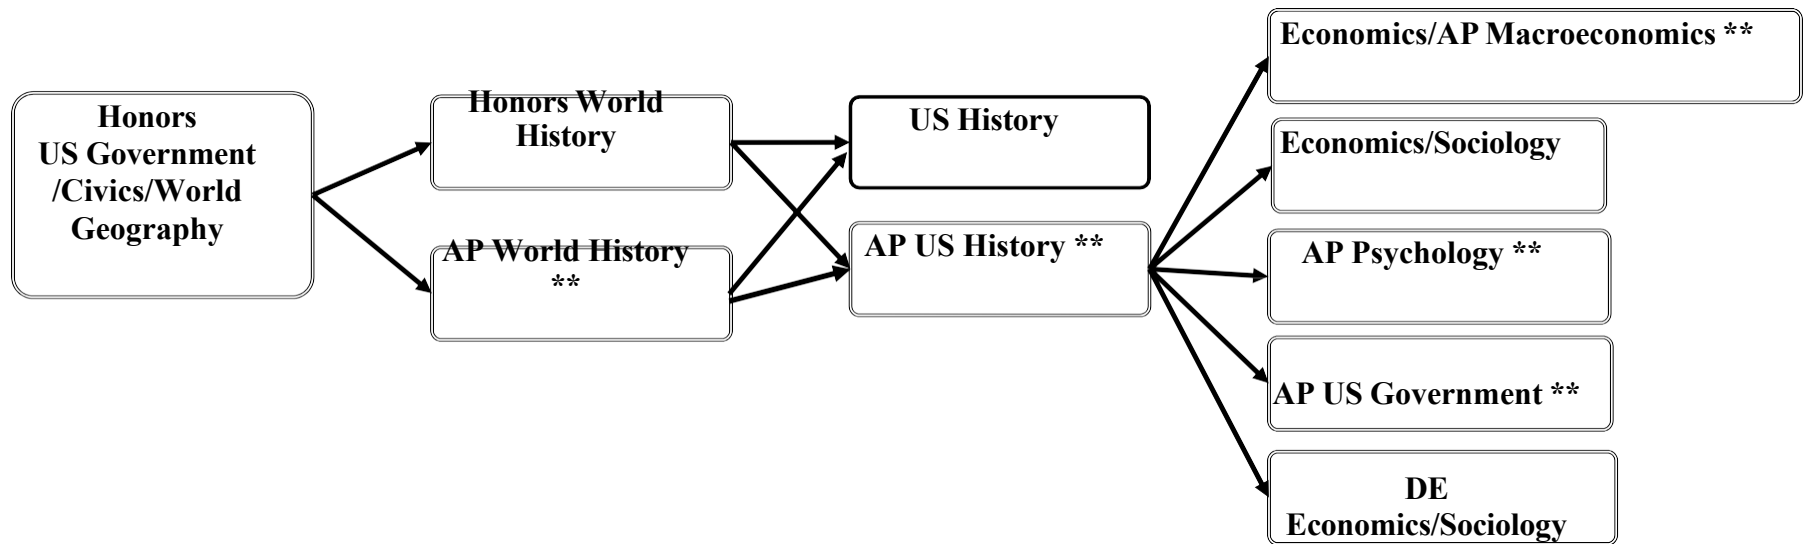 Honors
US Government
/Civics/World
Geography
Honors World
History
AP World History
**
US History
AP US History **
Economics/AP Macroeconomics **
Economics/Sociology
AP Psychology **
AP US Government **
DE
Economics/Sociology